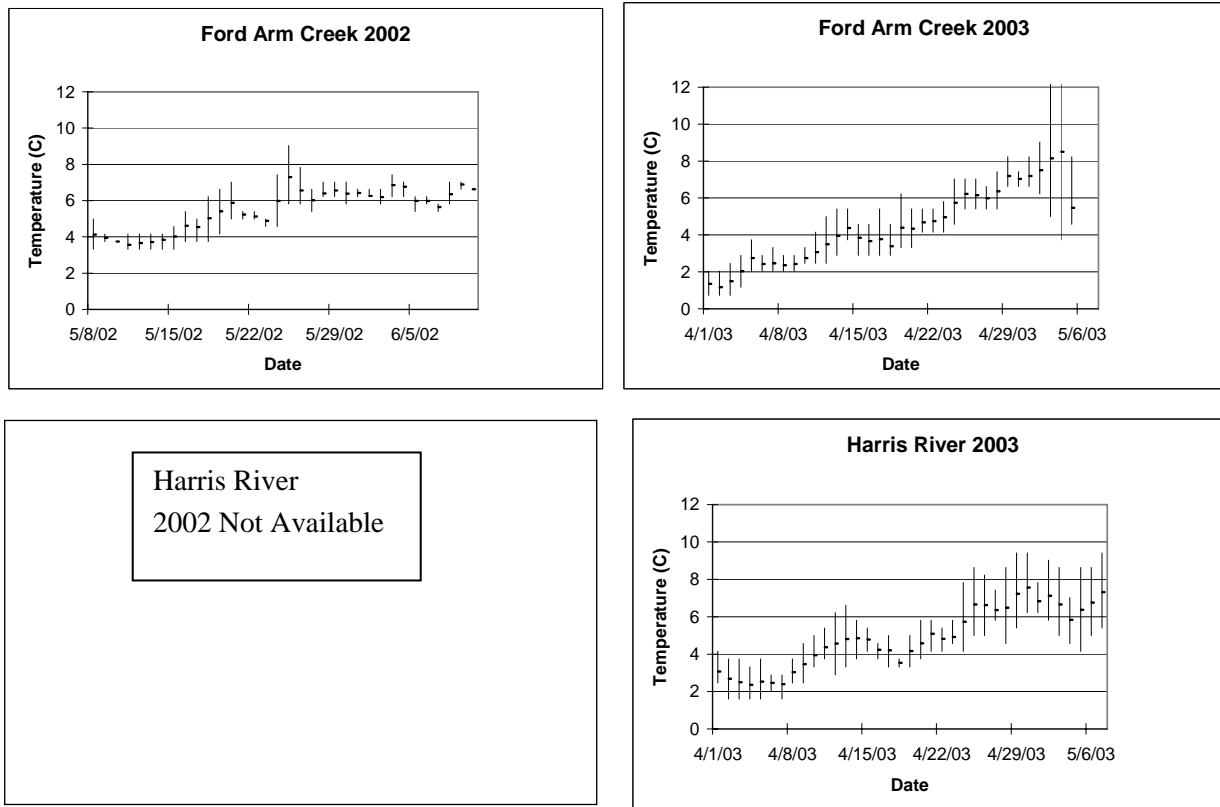 Ford Arm Creek 2002
12
10
8
6
4
2
0
Temperature (C)
5/8/02 5/15/02 5/22/02 5/29/02 6/5/02
Date
Ford Arm Creek 2003
12
10
8
6
4
2
0
Temperature (C)
4/1/03 4/8/03 4/15/03 4/22/03 4/29/03 5/6/03
Date
Harris River
2002 Not Available
Harris River 2003
12
10
8
6
4
2
0
Temperature (C)
4/1/03 4/8/03 4/15/03 4/22/03 4/29/03 5/6/03
Date